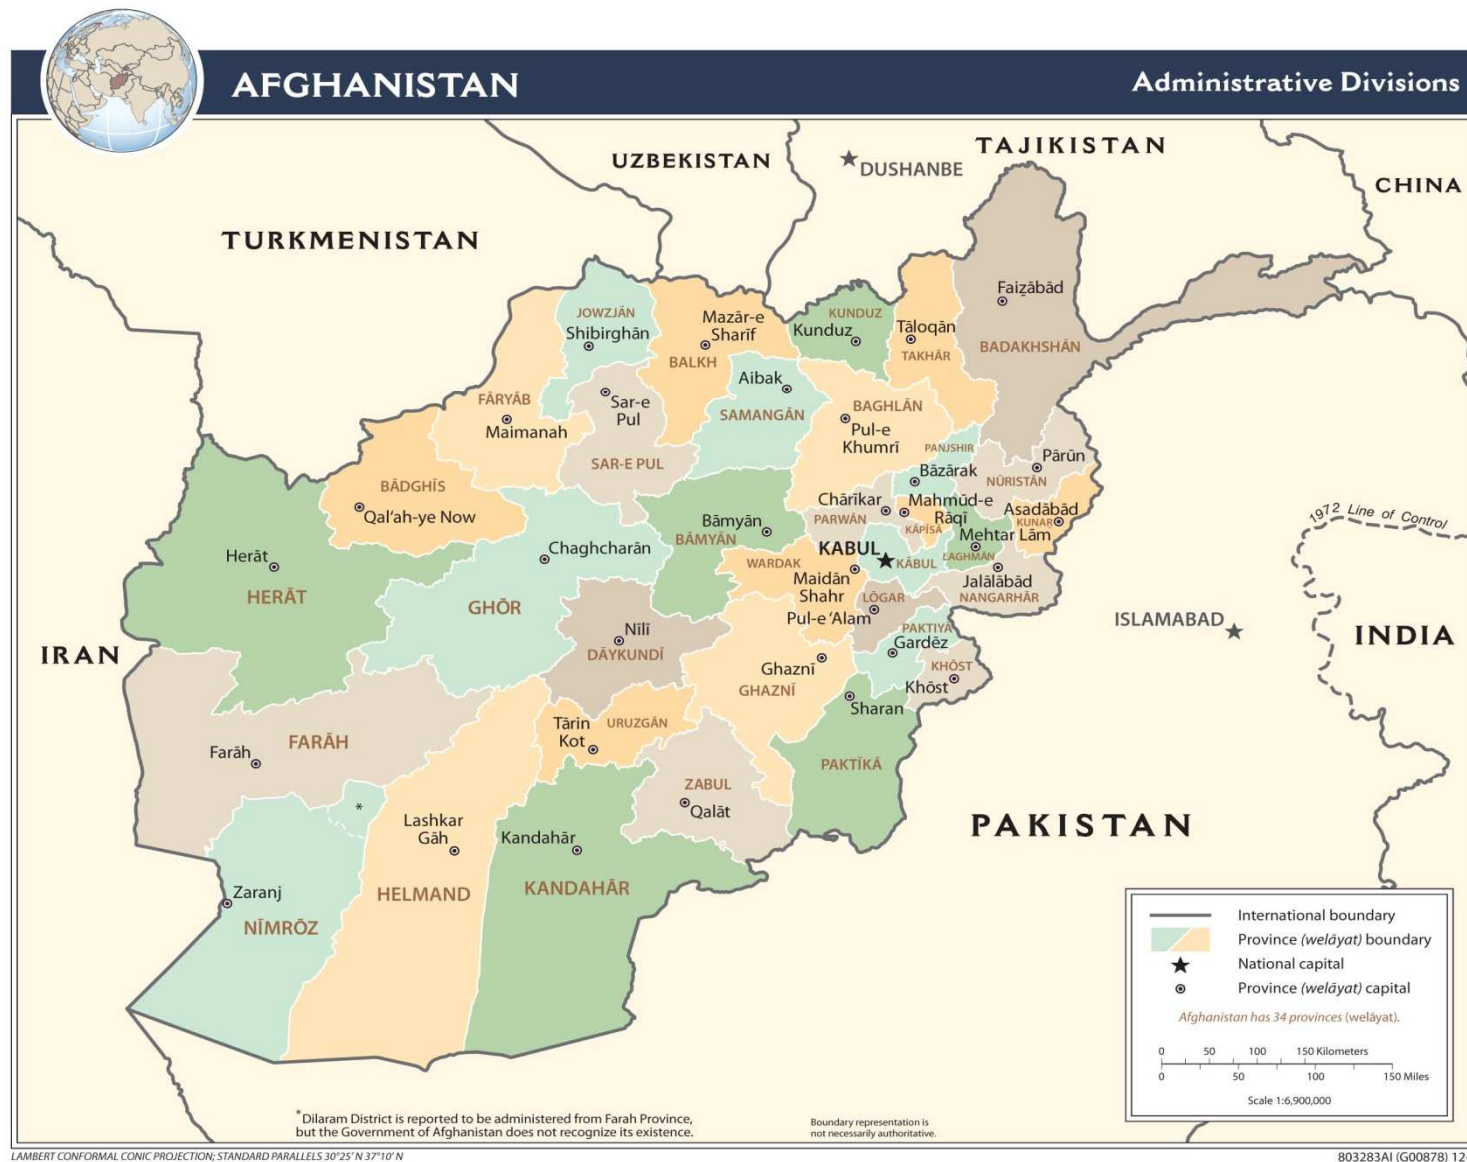 AFGHANISTAN
Administrative Divisions
UZBEKISTAN
TAJIKISTAN
DUSHANBE
CHINA
TURKMENISTAN
Faiẕābād
JOWZJĀN
Shibirghān
Mazār-e
Sharīf
BALKH
KUNDUZ
Kunduz
Tāloqān
TAKHĀR
BADAKHSHĀN
Aibak
SAMANGĀN
FĀRYĀB
Maimanah
Sar-e
Pul
SAR-E PUL
BAGHLĀN
Pul-e
Khumrī
PANJSHIR
Bāzārak
Pārūn
NŪRISTĀN
BĀDGHĪS
Qal‘ah-ye Now
Chārīkār
PARWĀN
Mahmūd-e
Rāqī
KĀPĪSĀ
Asadābād
KUNAR
Mehtar Lām
LAGHMĀN
1972 Line of Control
Bāmyān
BĀMYĀN
Herāt
HERĀT
Chaghcharān
GHŌR
KABUL
KĀBUL
WARDAK
Maidān
Shahr
Jalālābād
NANGARHĀR
LŌGAR
Pul-e ‘Alam
ISLAMABAD
INDIA
IRAN
Nīlī
DĀYKUNDĪ
PAKTIYĀ
Gardēz
KHŌST
Khōst
Ghaznī
GHAZNĪ
Sharan
PAKTĪKĀ
Tārin
Kot
URUZGĀN
FARĀH
Farāh
ZABUL
Qalāt
*
Lashkar
Gāh
HELMAND
Kandahār
KANDAHĀR
PAKISTAN
Zaranj
NĪMRŌZ
International boundary
Province (welāyat) boundary
National capital
Province (welāyat) capital
Afghanistan has 34 provinces (welāyat).
0 50 100 150 Kilometers
0 50 100 150 Miles
Scale 1:6,900,000
*Dilaram District is reported to be administered from Farah Province,
but the Government of Afghanistan does not recognize its existence.
Boundary representation is
not necessarily authoritative.
LAMBERT CONFORMAL CONIC PROJECTION; STANDARD PARALLELS 30°25′ N 37°10′ N
803283AI (G00878) 12-